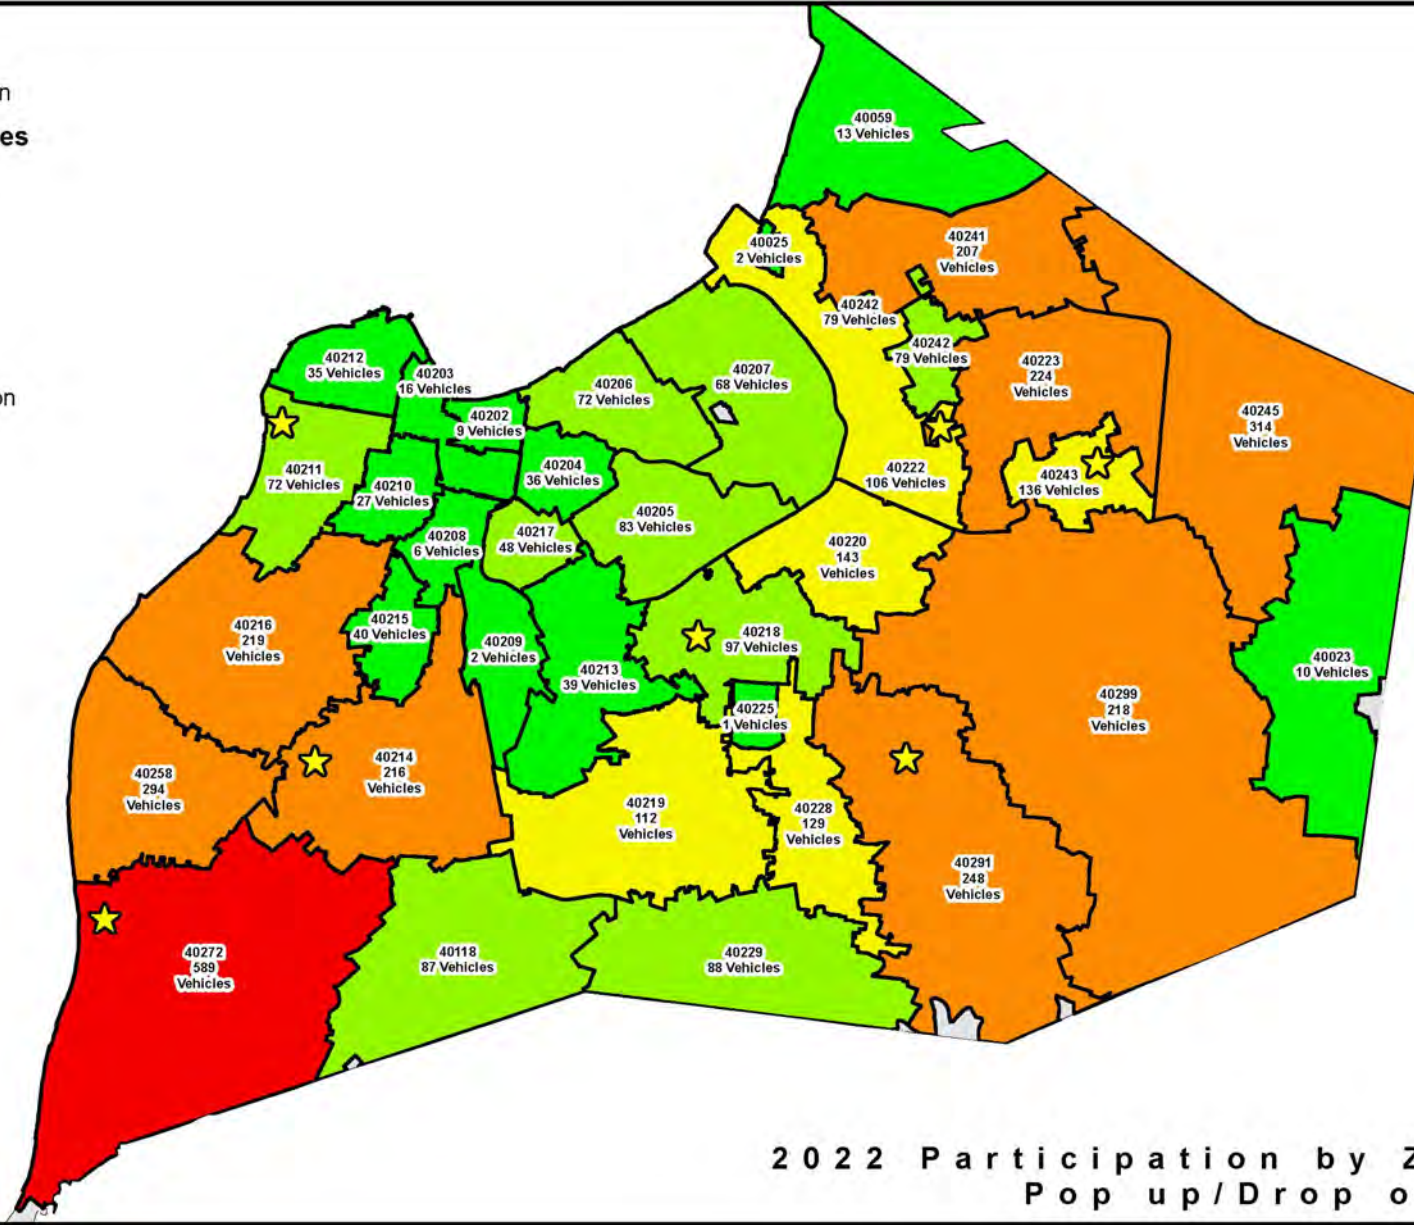 n
es
on
40059
13 Vehicles
40025
2 Vehicles
40241
207
Vehicles
40242
79 Vehicles
40242
79 Vehicles
40223
224
Vehicles
40245
314
Vehicles
40212
35 Vehicles
40203
16 Vehicles
40202
9 Vehicles
40206
72 Vehicles
40207
68 Vehicles
40211
72 Vehicles
40210
27 Vehicles
40204
36 Vehicles
40222
106 Vehicles
40243
136 Vehicles
40208
6 Vehicles
40217
48 Vehicles
40205
83 Vehicles
40220
143
Vehicles
40216
219
Vehicles
40215
40 Vehicles
40209
2 Vehicles
40213
39 Vehicles
40218
97 Vehicles
40023
10 Vehicles
40225
1 Vehicles
40299
218
Vehicles
40258
294
Vehicles
40214
216
Vehicles
40219
112
Vehicles
40228
129
Vehicles
40291
248
Vehicles
40272
589
Vehicles
40118
87 Vehicles
40229
88 Vehicles
2022 Participation by Z
Pop up/Drop o